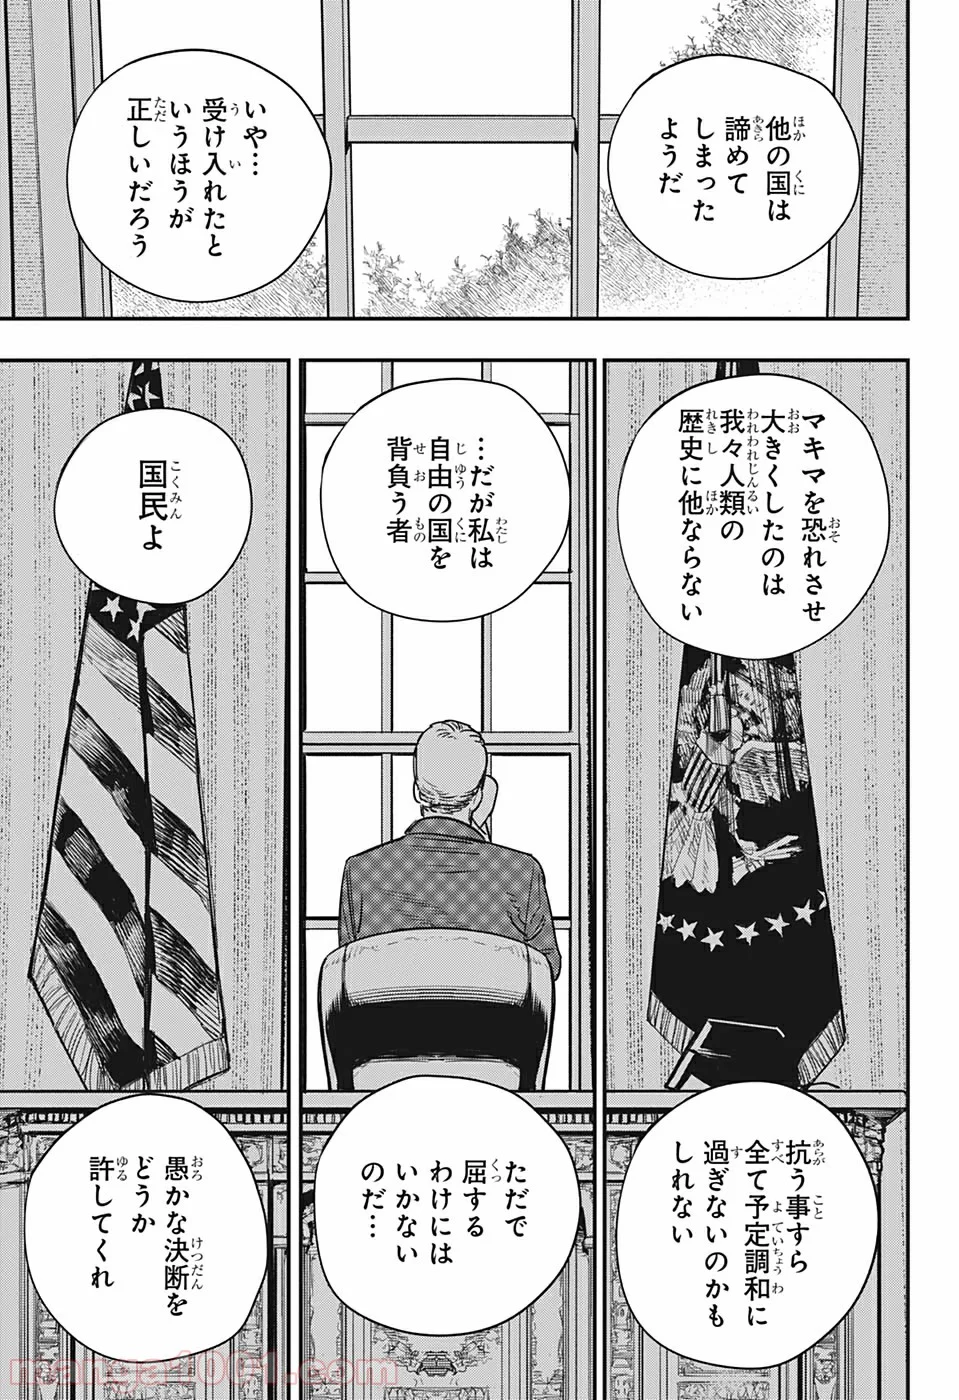 他の国は
諦めて
しまった
ようだ
いや…
受け入れたと
いうほうが
正しいだろう
マキマを恐れさせ
大きくしたのは
我々人類の
歴史に他ならない
抗う事すら
全て予定調和に
過ぎないのかも
しれない
…だが私は
自由の国を
背負う者
ただで
屈する
わけには
いかない
のだ…
国民よ
愚かな決断を
どうか
許してくれ
manga1001.com